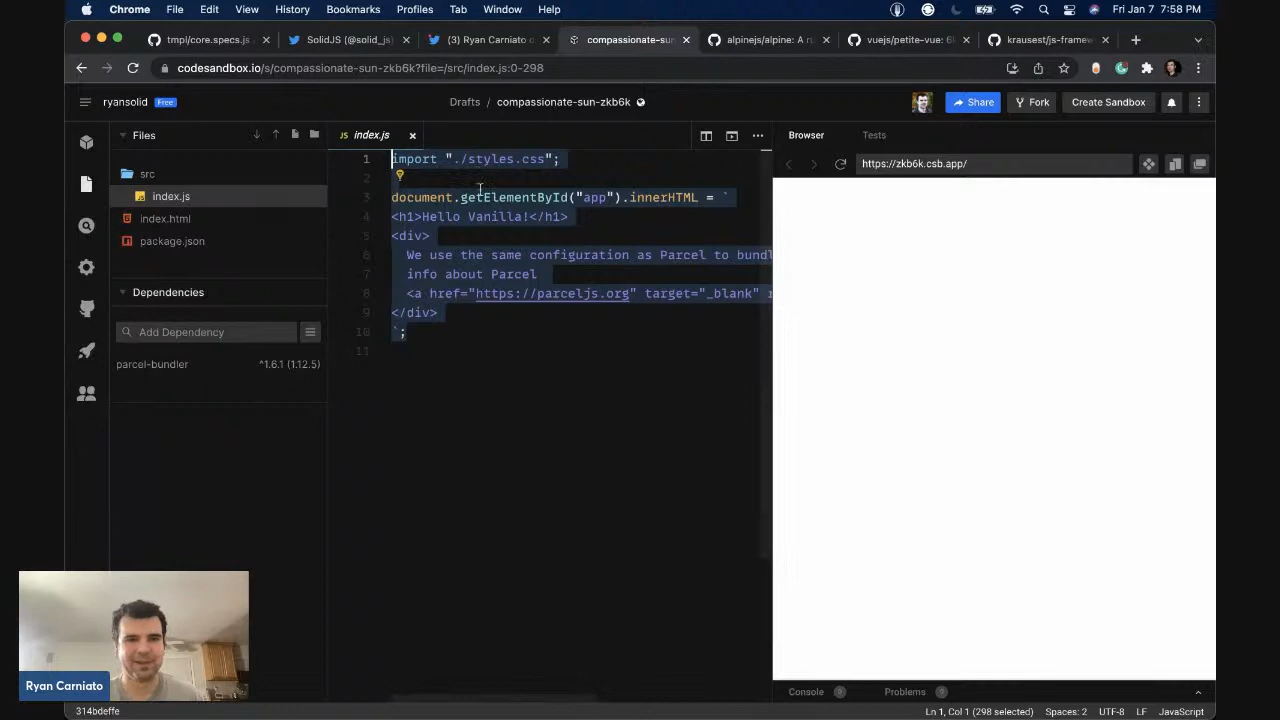 Chrome File Edit View History Bookmarks Profiles Tab Window Help Fri Jan 7 7:58 PM
tmpl/core.specs.js SolidJS (@solid_js) (3) Ryan Carniato o compassionate-sun alpinejs/alpine: A ru vuejs/petite-vue: 6k krausest/js-frame
codesandbox.io/s/compassionate-sun-zkb6k?file=/src/index.js:0-298
ryansolid Free Drafts / compassionate-sun-zkb6k Share Fork Create Sandbox
Files JS index.js Browser Tests
https://zkb6k.csb.app/
src
index.js
index.html
package.json
Dependencies
Add Dependency
parcel-bundler ^1.6.1 (1.12.5)
1 import "./styles.css";
2
3 document.getElementById("app").innerHTML = `
4 <h1>Hello Vanilla!</h1>
5 <div>
6 We use the same configuration as Parcel to bundl
7 info about Parcel
8 <a href="https://parceljs.org" target="_blank" r
9 </div>
10 `;
11
Ryan Carniato
Console 0 Problems 0
314bdeffe Ln 1, Col 1 (298 selected) Spaces: 2 UTF-8 LF JavaScript